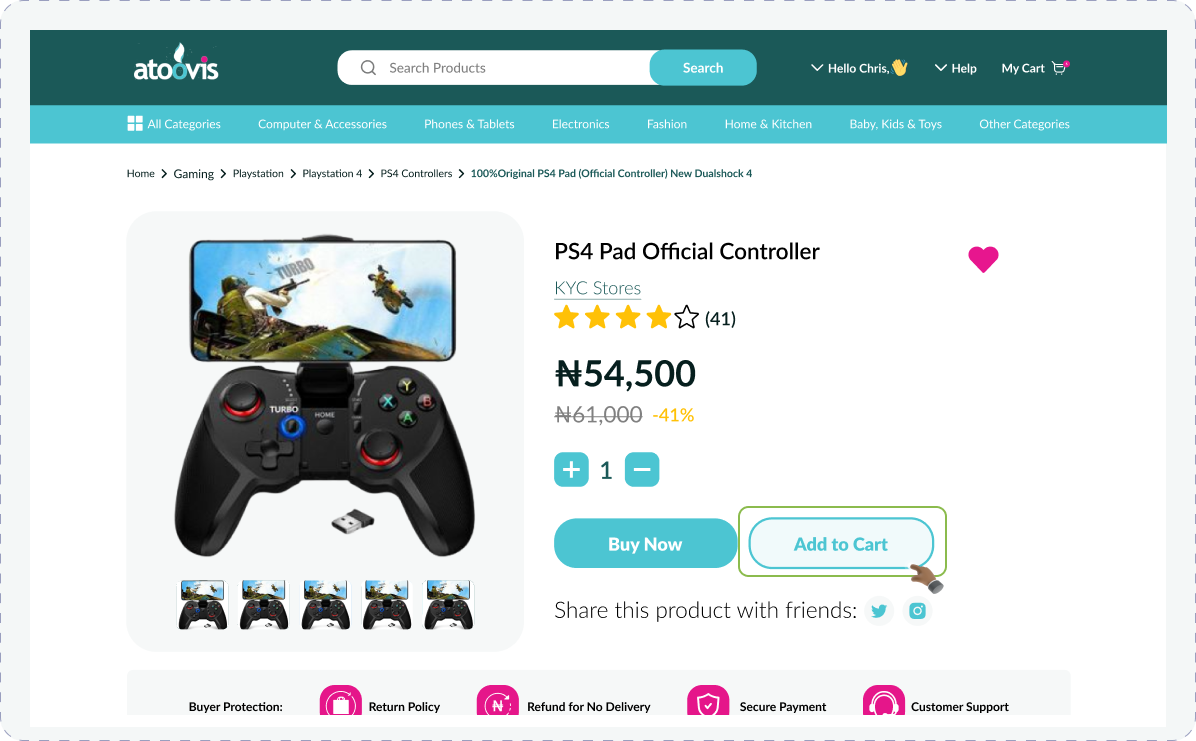 atoovis
Search Products
Search
Hello Chris,👋
Help
My Cart
All Categories
Computer & Accessories
Phones & Tablets
Electronics
Fashion
Home & Kitchen
Baby, Kids & Toys
Other Categories
Home > Gaming > Playstation > Playstation 4 > PS4 Controllers > 100%Original PS4 Pad (Official Controller) New Dualshock 4
TURBO
TURBO
HOME
Y
X
B
A
PS4 Pad Official Controller
KYC Stores
(41)
₦54,500
₦61,000 -41%
+ 1 −
Buy Now
Add to Cart
Share this product with friends:
Buyer Protection:
Return Policy
₦
Refund for No Delivery
Secure Payment
Customer Support